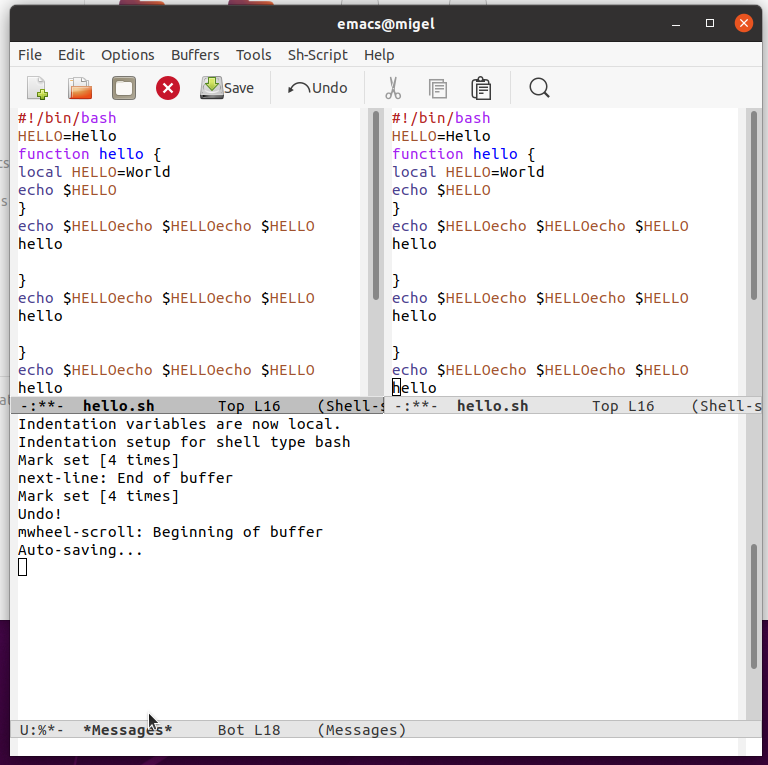 emacs@migel
File Edit Options Buffers Tools Sh-Script Help
Save Undo
#!/bin/bash
HELLO=Hello
function hello {
local HELLO=World
echo $HELLO
}
echo $HELLOecho $HELLOecho $HELLO
hello

}
echo $HELLOecho $HELLOecho $HELLO
hello

}
echo $HELLOecho $HELLOecho $HELLO
hello
-:**- hello.sh Top L16 (Shell-s
#!/bin/bash
HELLO=Hello
function hello {
local HELLO=World
echo $HELLO
}
echo $HELLOecho $HELLOecho $HELLO
hello

}
echo $HELLOecho $HELLOecho $HELLO
hello

}
echo $HELLOecho $HELLOecho $HELLO
hello
-:**- hello.sh Top L16 (Shell-s
Indentation variables are now local.
Indentation setup for shell type bash
Mark set [4 times]
next-line: End of buffer
Mark set [4 times]
Undo!
mwheel-scroll: Beginning of buffer
Auto-saving...
U:%*- *Messages* Bot L18 (Messages)